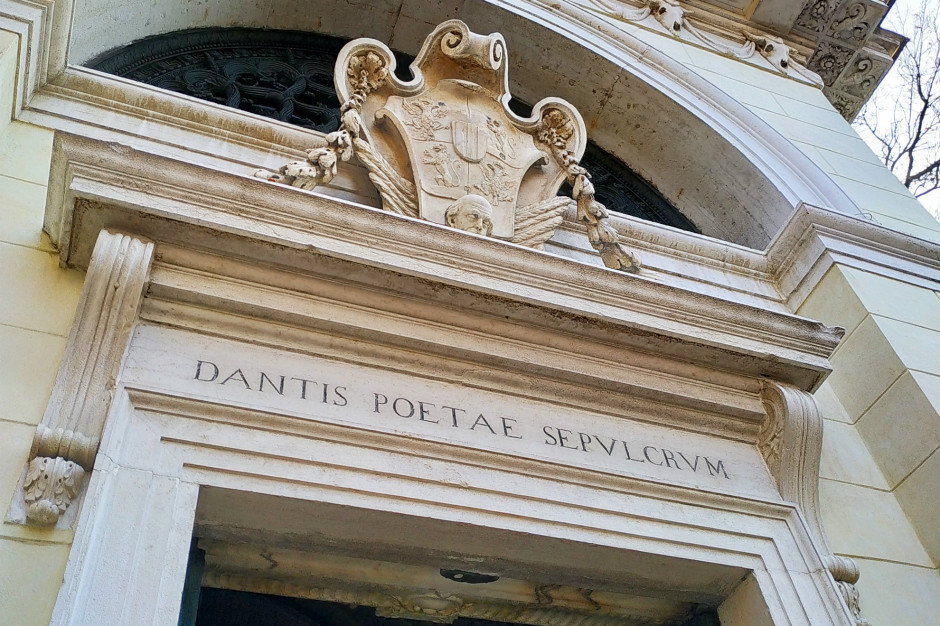 DANTIS POETAE SEPVLCRVM